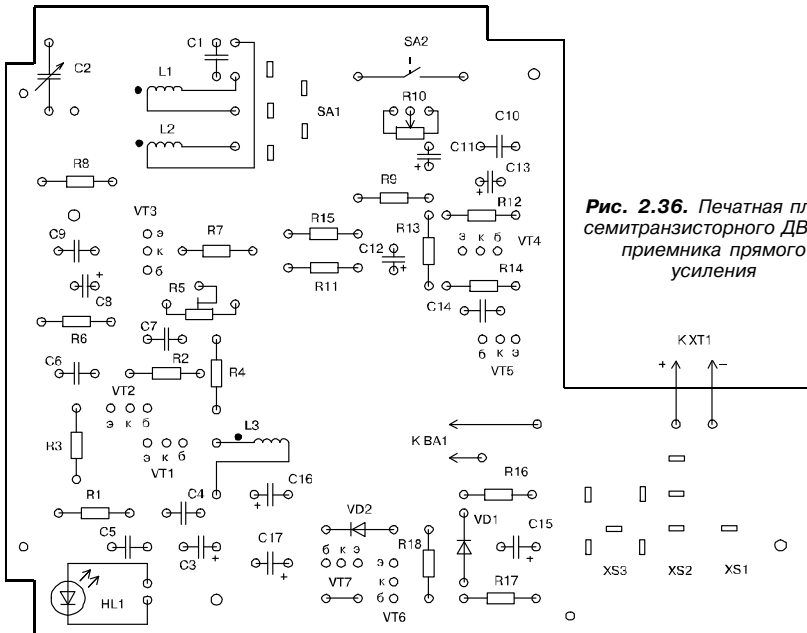 C1
SA2
C2
L1
R10
SA1
C10
L2
C11
C13
R8
R9
R12
Рис. 2.36. Печатная
семитранзисторного ДВ
приемника прямого
усиления
VT3
R7
R15
R13
э
э к б
VT4
C9
к
C12
+
б
R11
R14
+
C8
R5
C14
R6
C7
К XT1
б к э
+ –
C6
R2
R4
VT5
VT2
э к б
L3
К BA1
R3
э к б
VT1
C16
R16
R1
C4
+
VD2
VD1
C5
C17
б к э
э
R18
C15
C3
+
+
к
+
XS3
XS2
XS1
HL1
VT7
б
R17
VT6